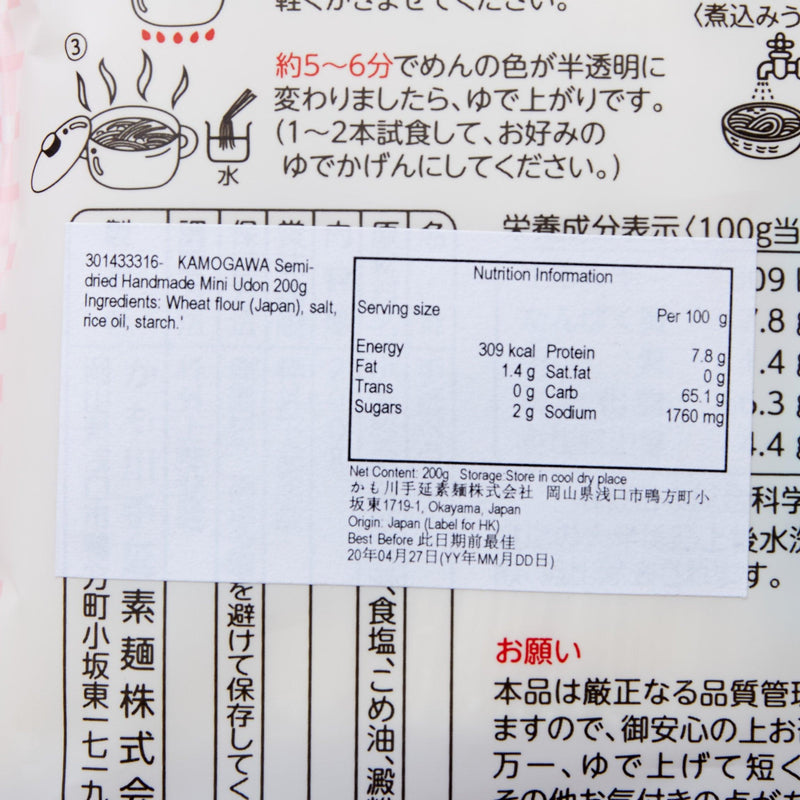 軽くかきまぜてください。
〈煮込みう
③
約5〜6分でめんの色が半透明に
変わりましたら、ゆで上がりです。
(1〜2本試食して、お好みの
ゆでかげんにしてください。)
水
栄養成分表示〈100g当
301433316- KAMOGAWA Semi-
dried Handmade Mini Udon 200g
Ingredients: Wheat flour (Japan), salt,
rice oil, starch.'
Nutrition Information
Serving size Per 100 g
Energy 309 kcal Protein 7.8 g
Fat 1.4 g Sat.fat 0 g
Trans 0 g Carb 65.1 g
Sugars 2 g Sodium 1760 mg
Net Content: 200g Storage:Store in cool dry place
かも川手延素麺株式会社 岡山県浅口市鴨方町小
坂東1719-1, Okayama, Japan
Origin: Japan (Label for HK)
Best Before 此日期前最佳
20年04月27日(YY年MM月DD日)
09
.8
.4
.3
.4
科学
後水洗
す。
、食塩、こめ油、澱粉
を避けて保存してく
素麺株式会
方町小坂東一七一九
お願い
本品は厳正なる品質管理
ますので、御安心の上お
万一、ゆで上げて短く
その他お気付きの点がた